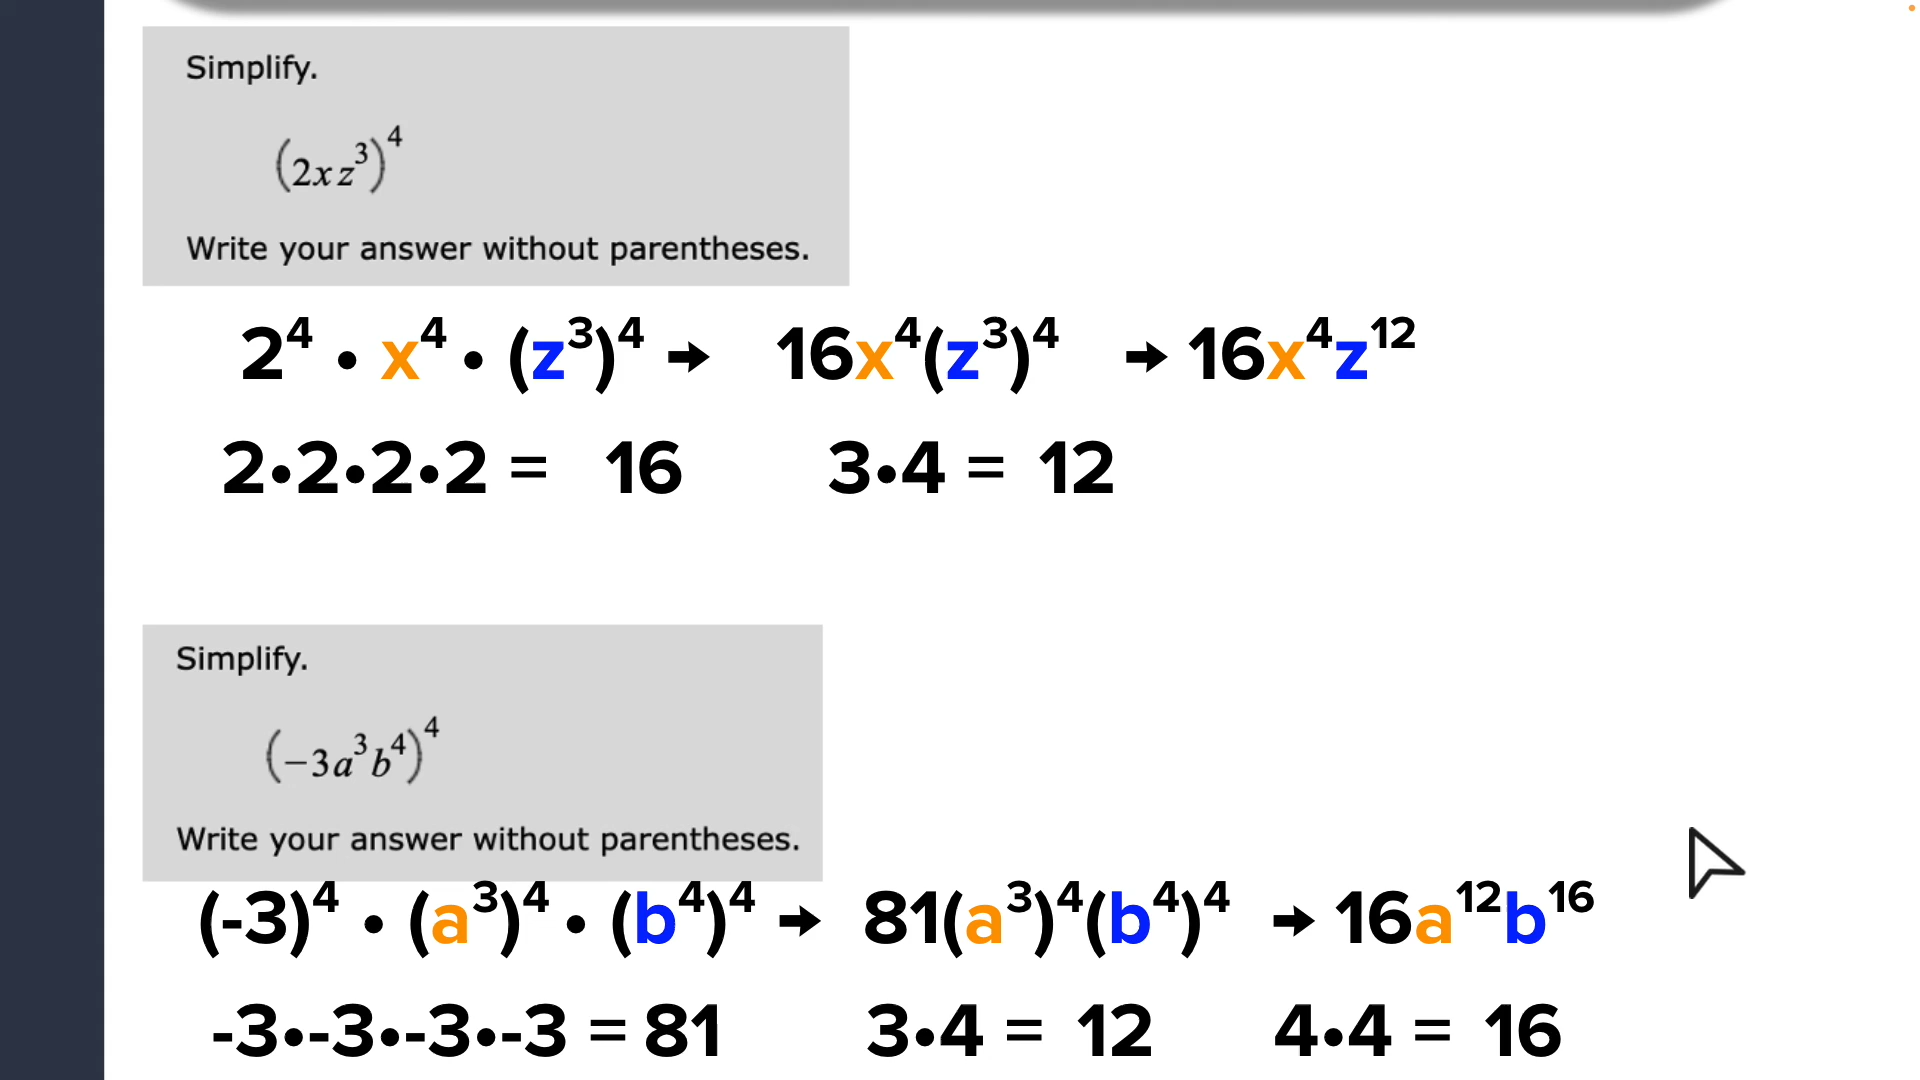 Simplify.
(2xz³)⁴
Write your answer without parentheses.
2⁴ • x⁴ • (z³)⁴ → 16x⁴(z³)⁴ → 16x⁴z¹²
2•2•2•2 = 16 3•4 = 12
Simplify.
(−3a³b⁴)⁴
Write your answer without parentheses.
(-3)⁴ • (a³)⁴ • (b⁴)⁴ → 81(a³)⁴(b⁴)⁴ → 16a¹²b¹⁶
-3•-3•-3•-3 = 81 3•4 = 12 4•4 = 16